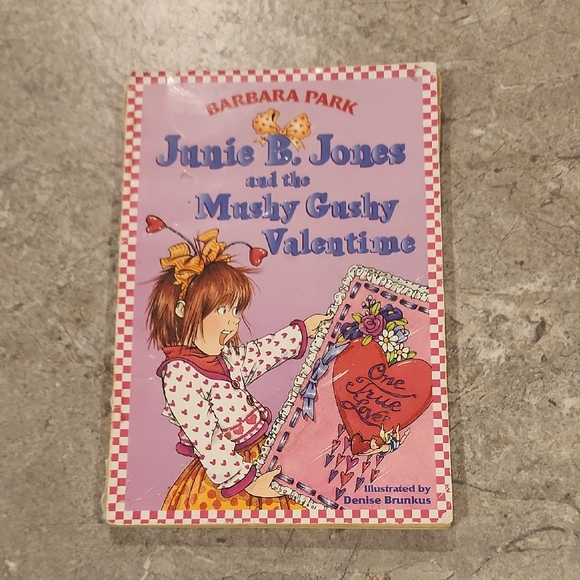 BARBARA PARK
Junie B. Jones
and the
Mushy Gushy
Valentime
One
True
Love
Illustrated by
Denise Brunkus